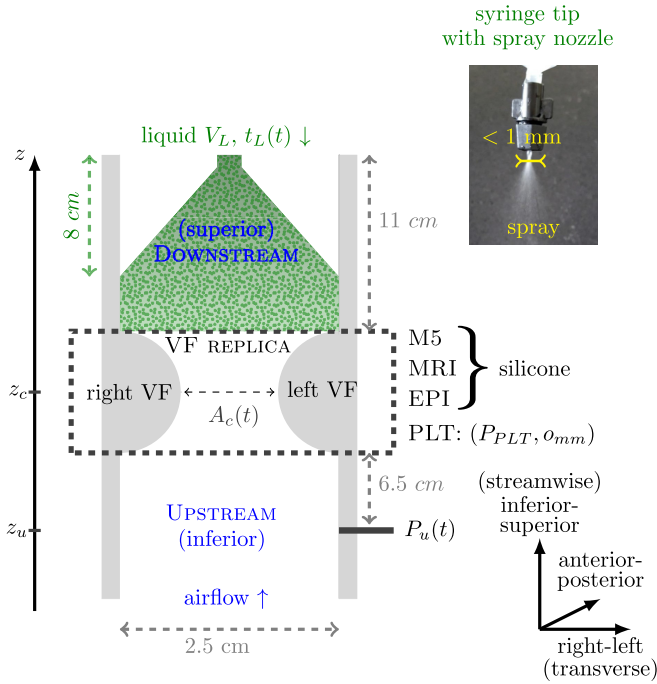 syringe tip
with spray nozzle
< 1 mm
spray
liquid V_L, t_L(t) ↓
z
8 cm
(superior)
DOWNSTREAM
11 cm
VF REPLICA
right VF
left VF
A_c(t)
z_c
M5
MRI
EPI
silicone
PLT: (P_PLT, o_mm)
6.5 cm
UPSTREAM
(inferior)
z_u
P_u(t)
airflow ↑
2.5 cm
(streamwise)
inferior-
superior
anterior-
posterior
right-left
(transverse)